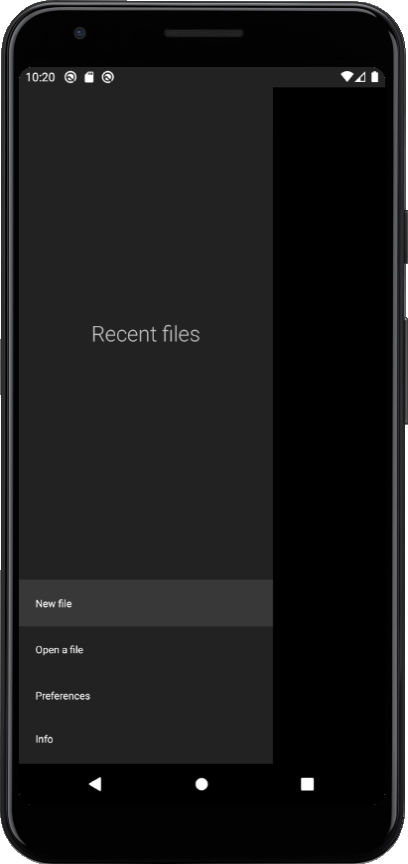 10:20
Recent files
New file
Open a file
Preferences
Info